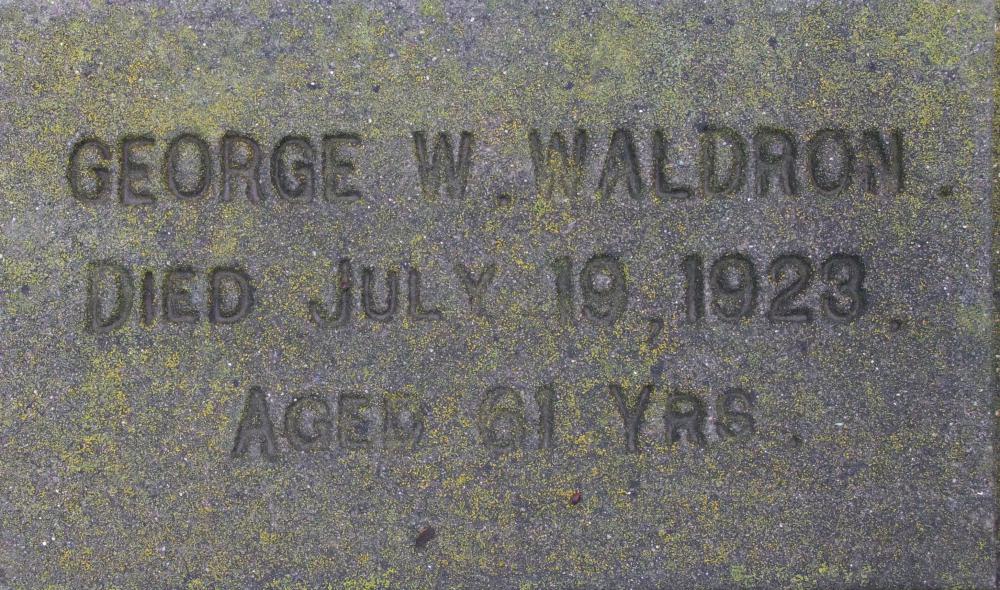 GEORGE W. WALDRON.
DIED JULY 19, 1923.
AGED 61 YRS.